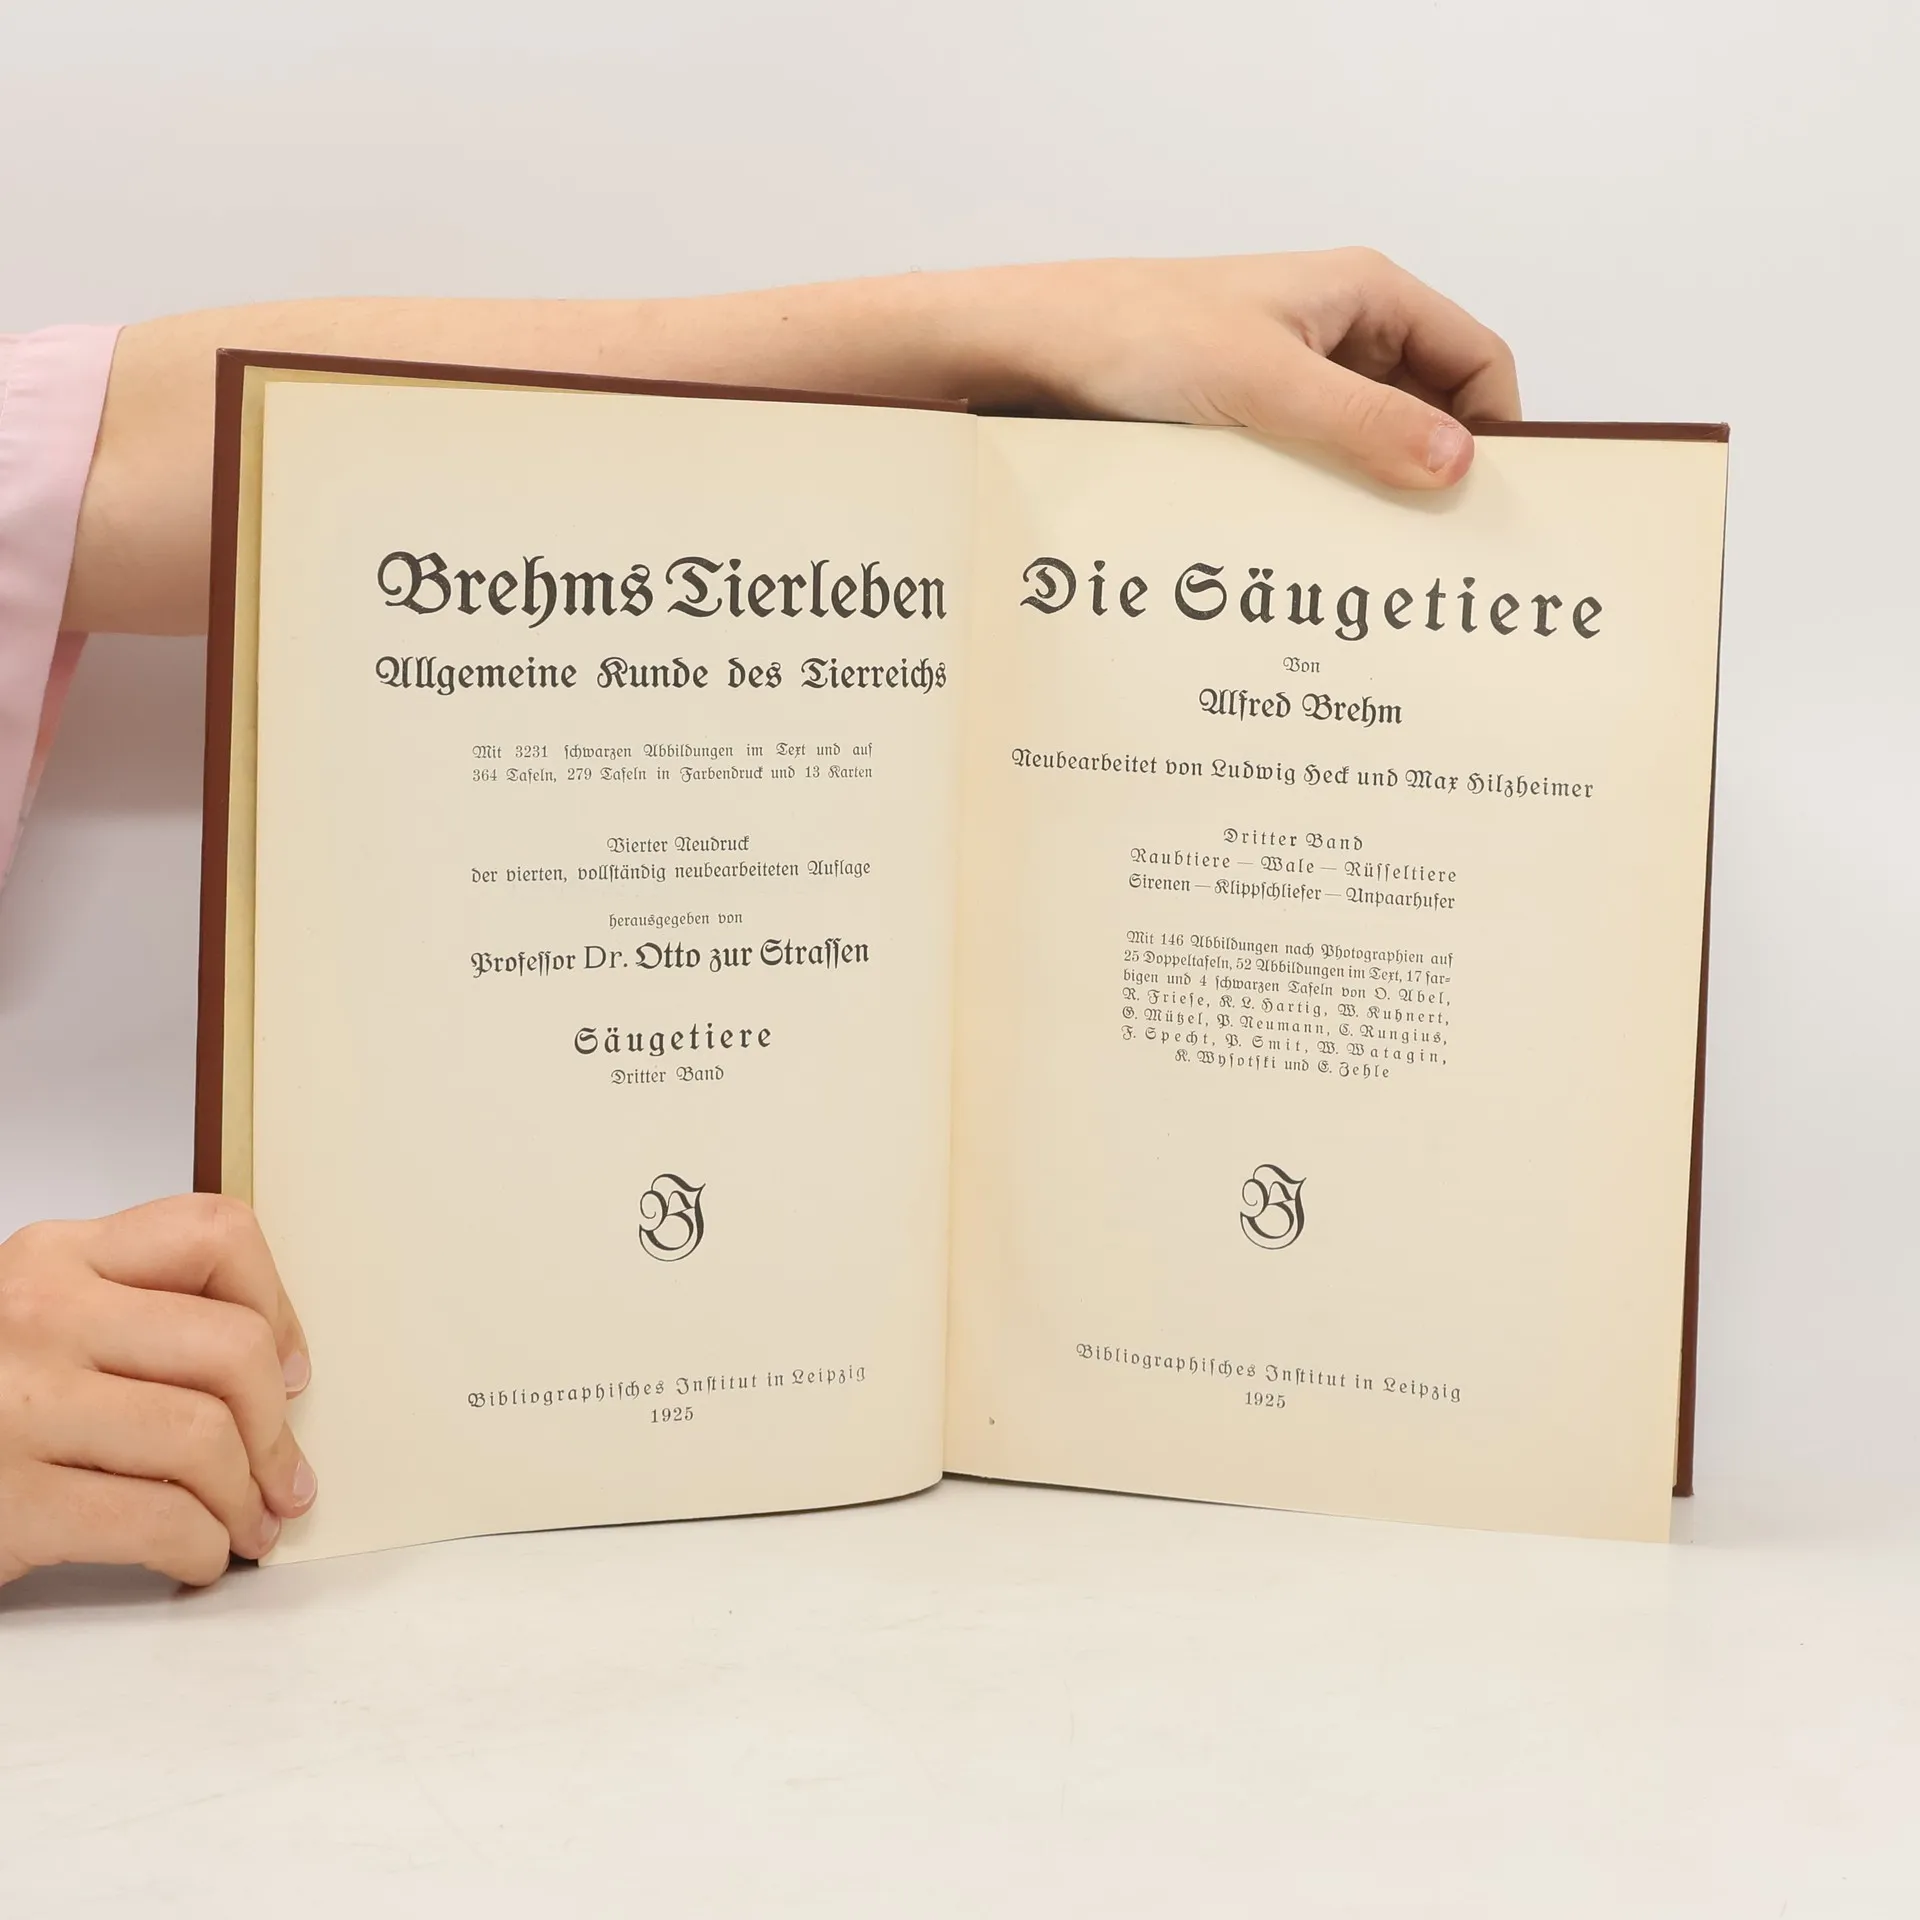 Brehms Tierleben
Allgemeine Kunde des Tierreichs
Mit 3231 schwarzen Abbildungen im Text und auf
364 Tafeln, 279 Tafeln in Farbendruck und 13 Karten
Vierter Neudruck
der vierten, vollständig neubearbeiteten Auflage
herausgegeben von
Professor Dr. Otto zur Strassen
Säugetiere
Dritter Band
BJ
Bibliographisches Institut in Leipzig
1925
Die Säugetiere
Von
Alfred Brehm
Neubearbeitet von Ludwig Heck und Max Hilzheimer
Dritter Band
Raubtiere — Wale — Rüsseltiere
Sirenen — Klippschliefer — Unpaarhufer
Mit 146 Abbildungen nach Photographien auf
25 Doppeltafeln, 52 Abbildungen im Text, 17 far-
bigen und 4 schwarzen Tafeln von O. Abel,
R. Friese, K. L. Hartig, W. Kuhnert,
G. Mützel, P. Neumann, C. Rungius,
F. Specht, P. Smit, W. Watagin,
K. Wysotski und E. Zehle
BJ
Bibliographisches Institut in Leipzig
1925